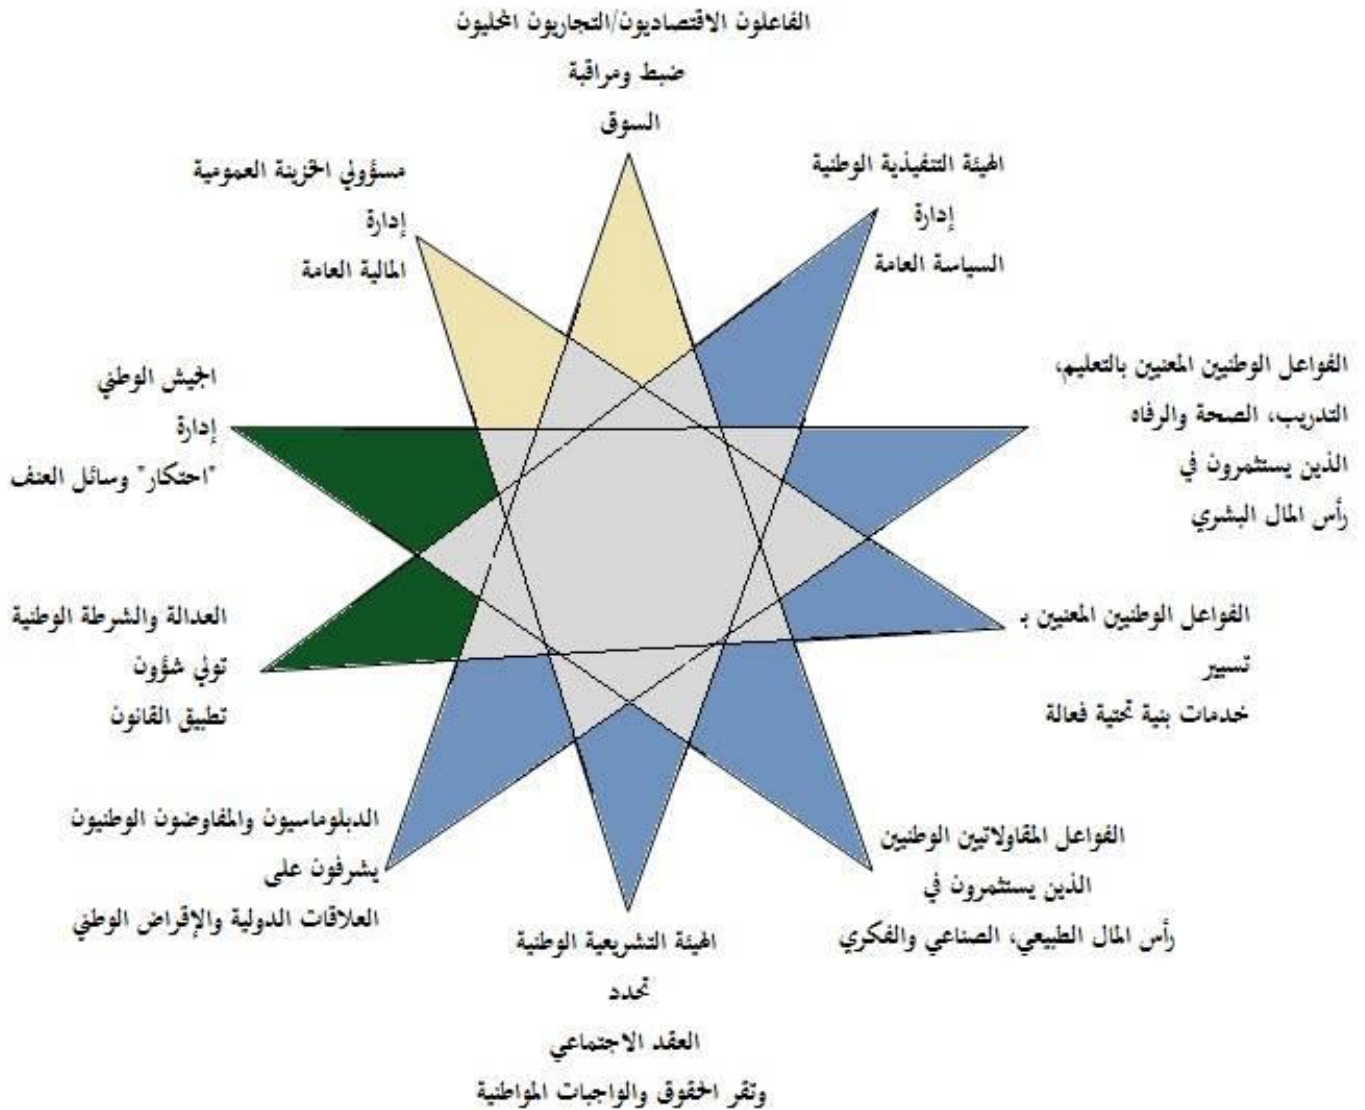 الفاعلون الاقتصاديون/التجاريون المحليون
ضبط ومراقبة
السوق
الهيئة التنفيذية الوطنية
إدارة
السياسة العامة
مسؤولي الخزينة العمومية
إدارة
المالية العامة
الفواعل الوطنيين المعنيين بالتعليم،
التدريب، الصحة والرفاه
الذين يستثمرون في
رأس المال البشري
الجيش الوطني
إدارة
"احتكار" وسائل العنف
الفواعل الوطنيين المعنيين بـ
تسيير
خدمات بنية تحتية فعالة
العدالة والشرطة الوطنية
تولي شؤون
تطبيق القانون
الفواعل المقاولاتيين الوطنيين
الذين يستثمرون في
رأس المال الطبيعي، الصناعي والفكري
الدبلوماسيون والمفاوضون الوطنيون
يشرفون على
العلاقات الدولية والإقراض الوطني
الهيئة التشريعية الوطنية
تحدد
العقد الاجتماعي
وتقر الحقوق والواجبات المواطنية